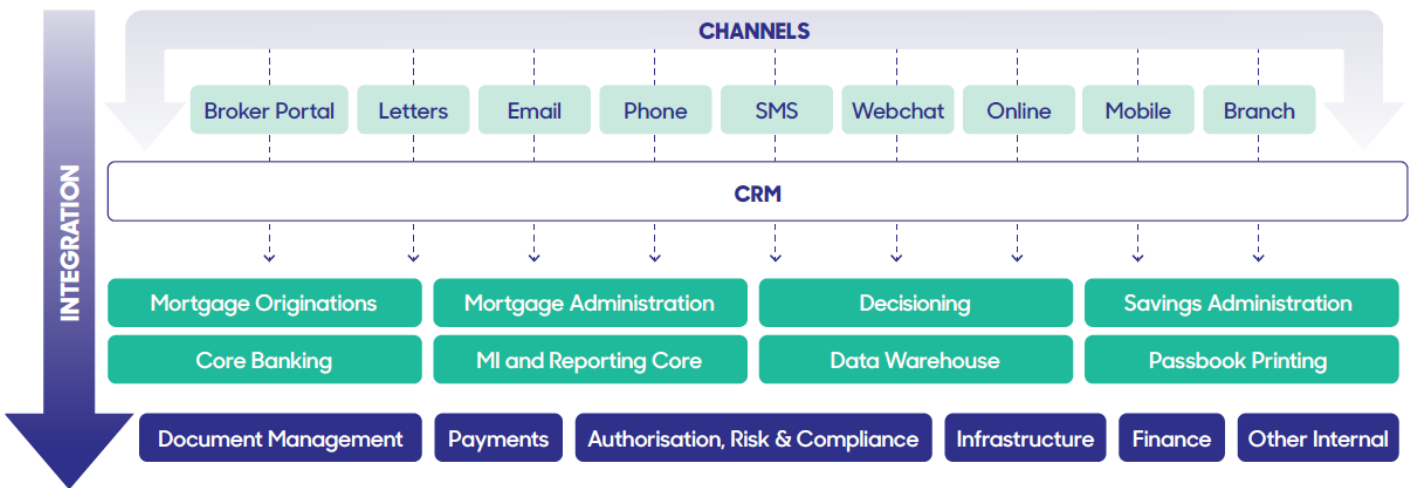 CHANNELS
Broker Portal
Letters
Email
Phone
SMS
Webchat
Online
Mobile
Branch
INTEGRATION
CRM
Mortgage Originations
Mortgage Administration
Decisioning
Savings Administration
Core Banking
MI and Reporting Core
Data Warehouse
Passbook Printing
Document Management
Payments
Authorisation, Risk & Compliance
Infrastructure
Finance
Other Internal